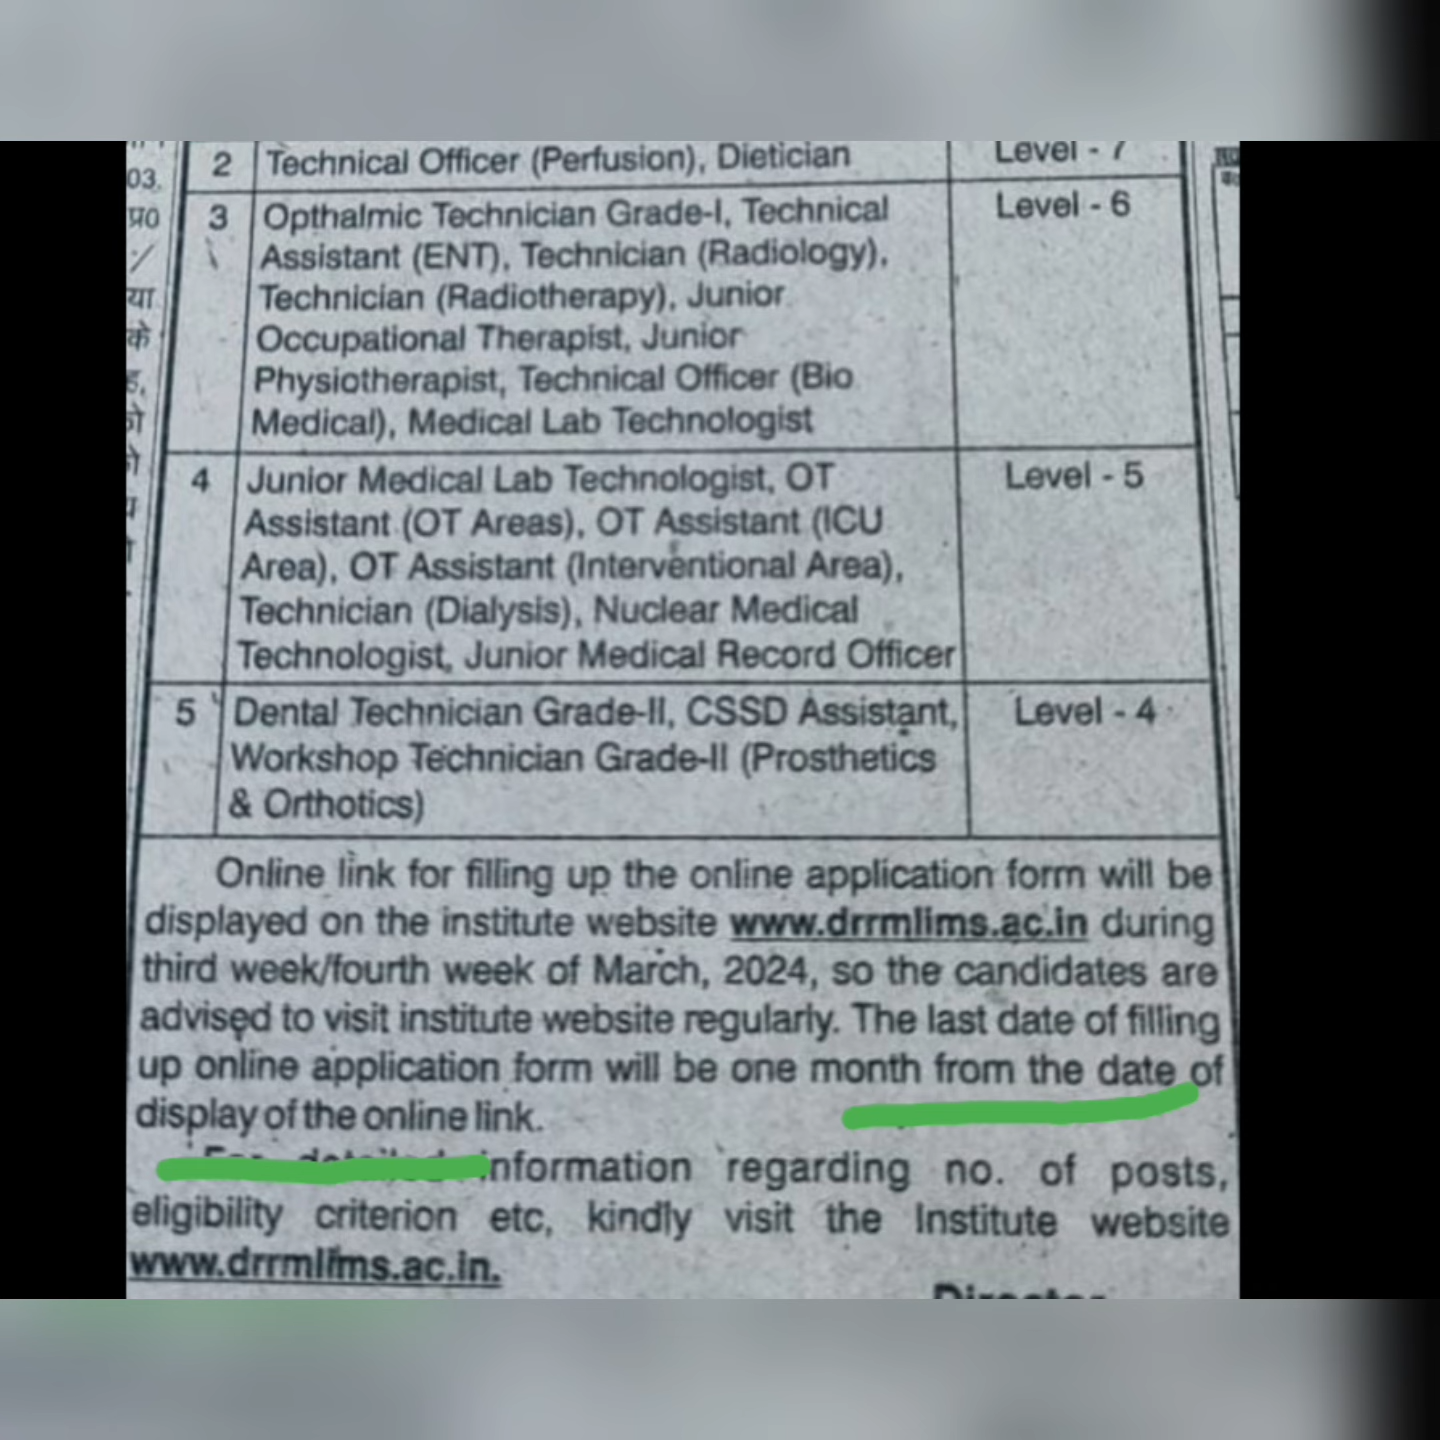 2 Technical Officer (Perfusion), Dietician Level - 7
3 Opthalmic Technician Grade-I, Technical Level - 6
Assistant (ENT), Technician (Radiology),
Technician (Radiotherapy), Junior
Occupational Therapist, Junior
Physiotherapist, Technical Officer (Bio
Medical), Medical Lab Technologist
4 Junior Medical Lab Technologist, OT Level - 5
Assistant (OT Areas), OT Assistant (ICU
Area), OT Assistant (Interventional Area),
Technician (Dialysis), Nuclear Medical
Technologist, Junior Medical Record Officer
5 Dental Technician Grade-II, CSSD Assistant, Level - 4
Workshop Technician Grade-II (Prosthetics
& Orthotics)
Online link for filling up the online application form will be
displayed on the institute website www.drrmlims.ac.in during
third week/fourth week of March, 2024, so the candidates are
advised to visit institute website regularly. The last date of filling
up online application form will be one month from the date of
display of the online link.
For detailed information regarding no. of posts,
eligibility criterion etc, kindly visit the Institute website
www.drrmlims.ac.in.
Director
03.
प्र०
या
के